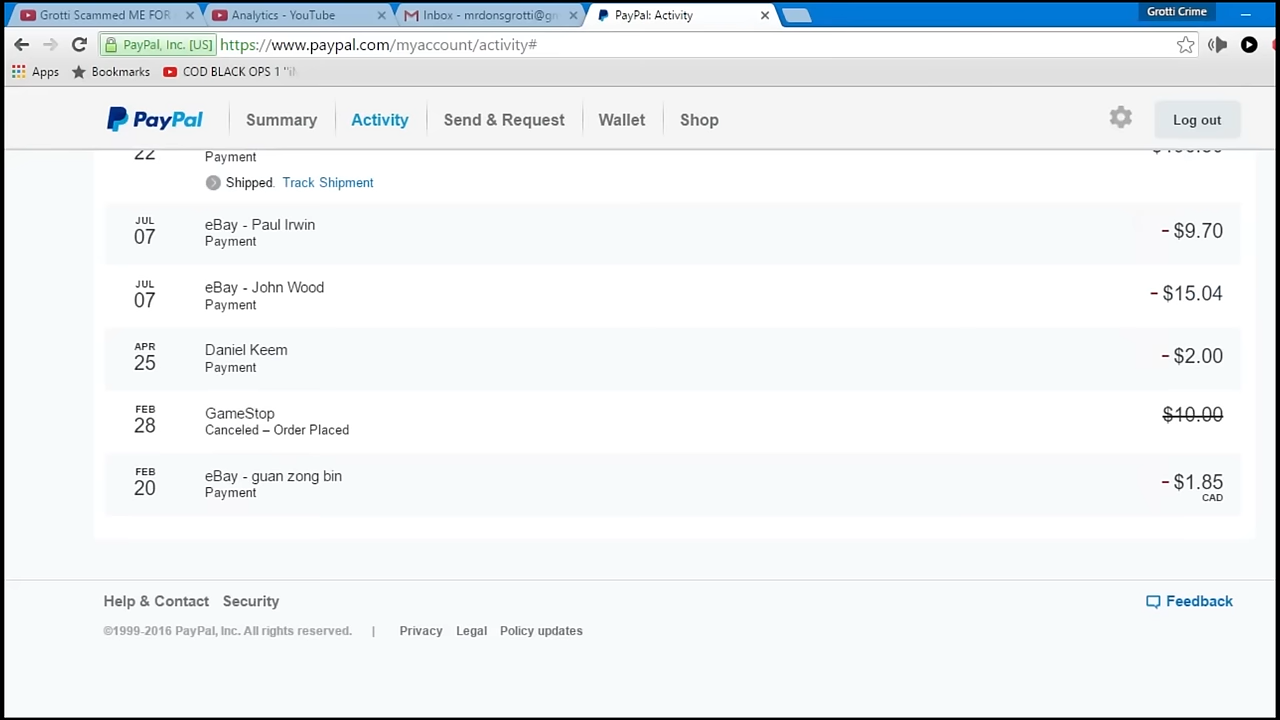 Grotti Scammed ME FOR
Analytics - YouTube
Inbox - mrdonsgrotti@gm
PayPal: Activity
Grotti Crime
PayPal, Inc. [US]
https://www.paypal.com/myaccount/activity#
Apps
Bookmarks
COD BLACK OPS 1
PayPal
Summary
Activity
Send & Request
Wallet
Shop
Log out
22
Payment
Shipped. Track Shipment
JUL
07
eBay - Paul Irwin
Payment
- $9.70
JUL
07
eBay - John Wood
Payment
- $15.04
APR
25
Daniel Keem
Payment
- $2.00
FEB
28
GameStop
Canceled – Order Placed
$10.00
FEB
20
eBay - guan zong bin
Payment
- $1.85
CAD
Help & Contact
Security
Feedback
©1999-2016 PayPal, Inc. All rights reserved.
|
Privacy
Legal
Policy updates